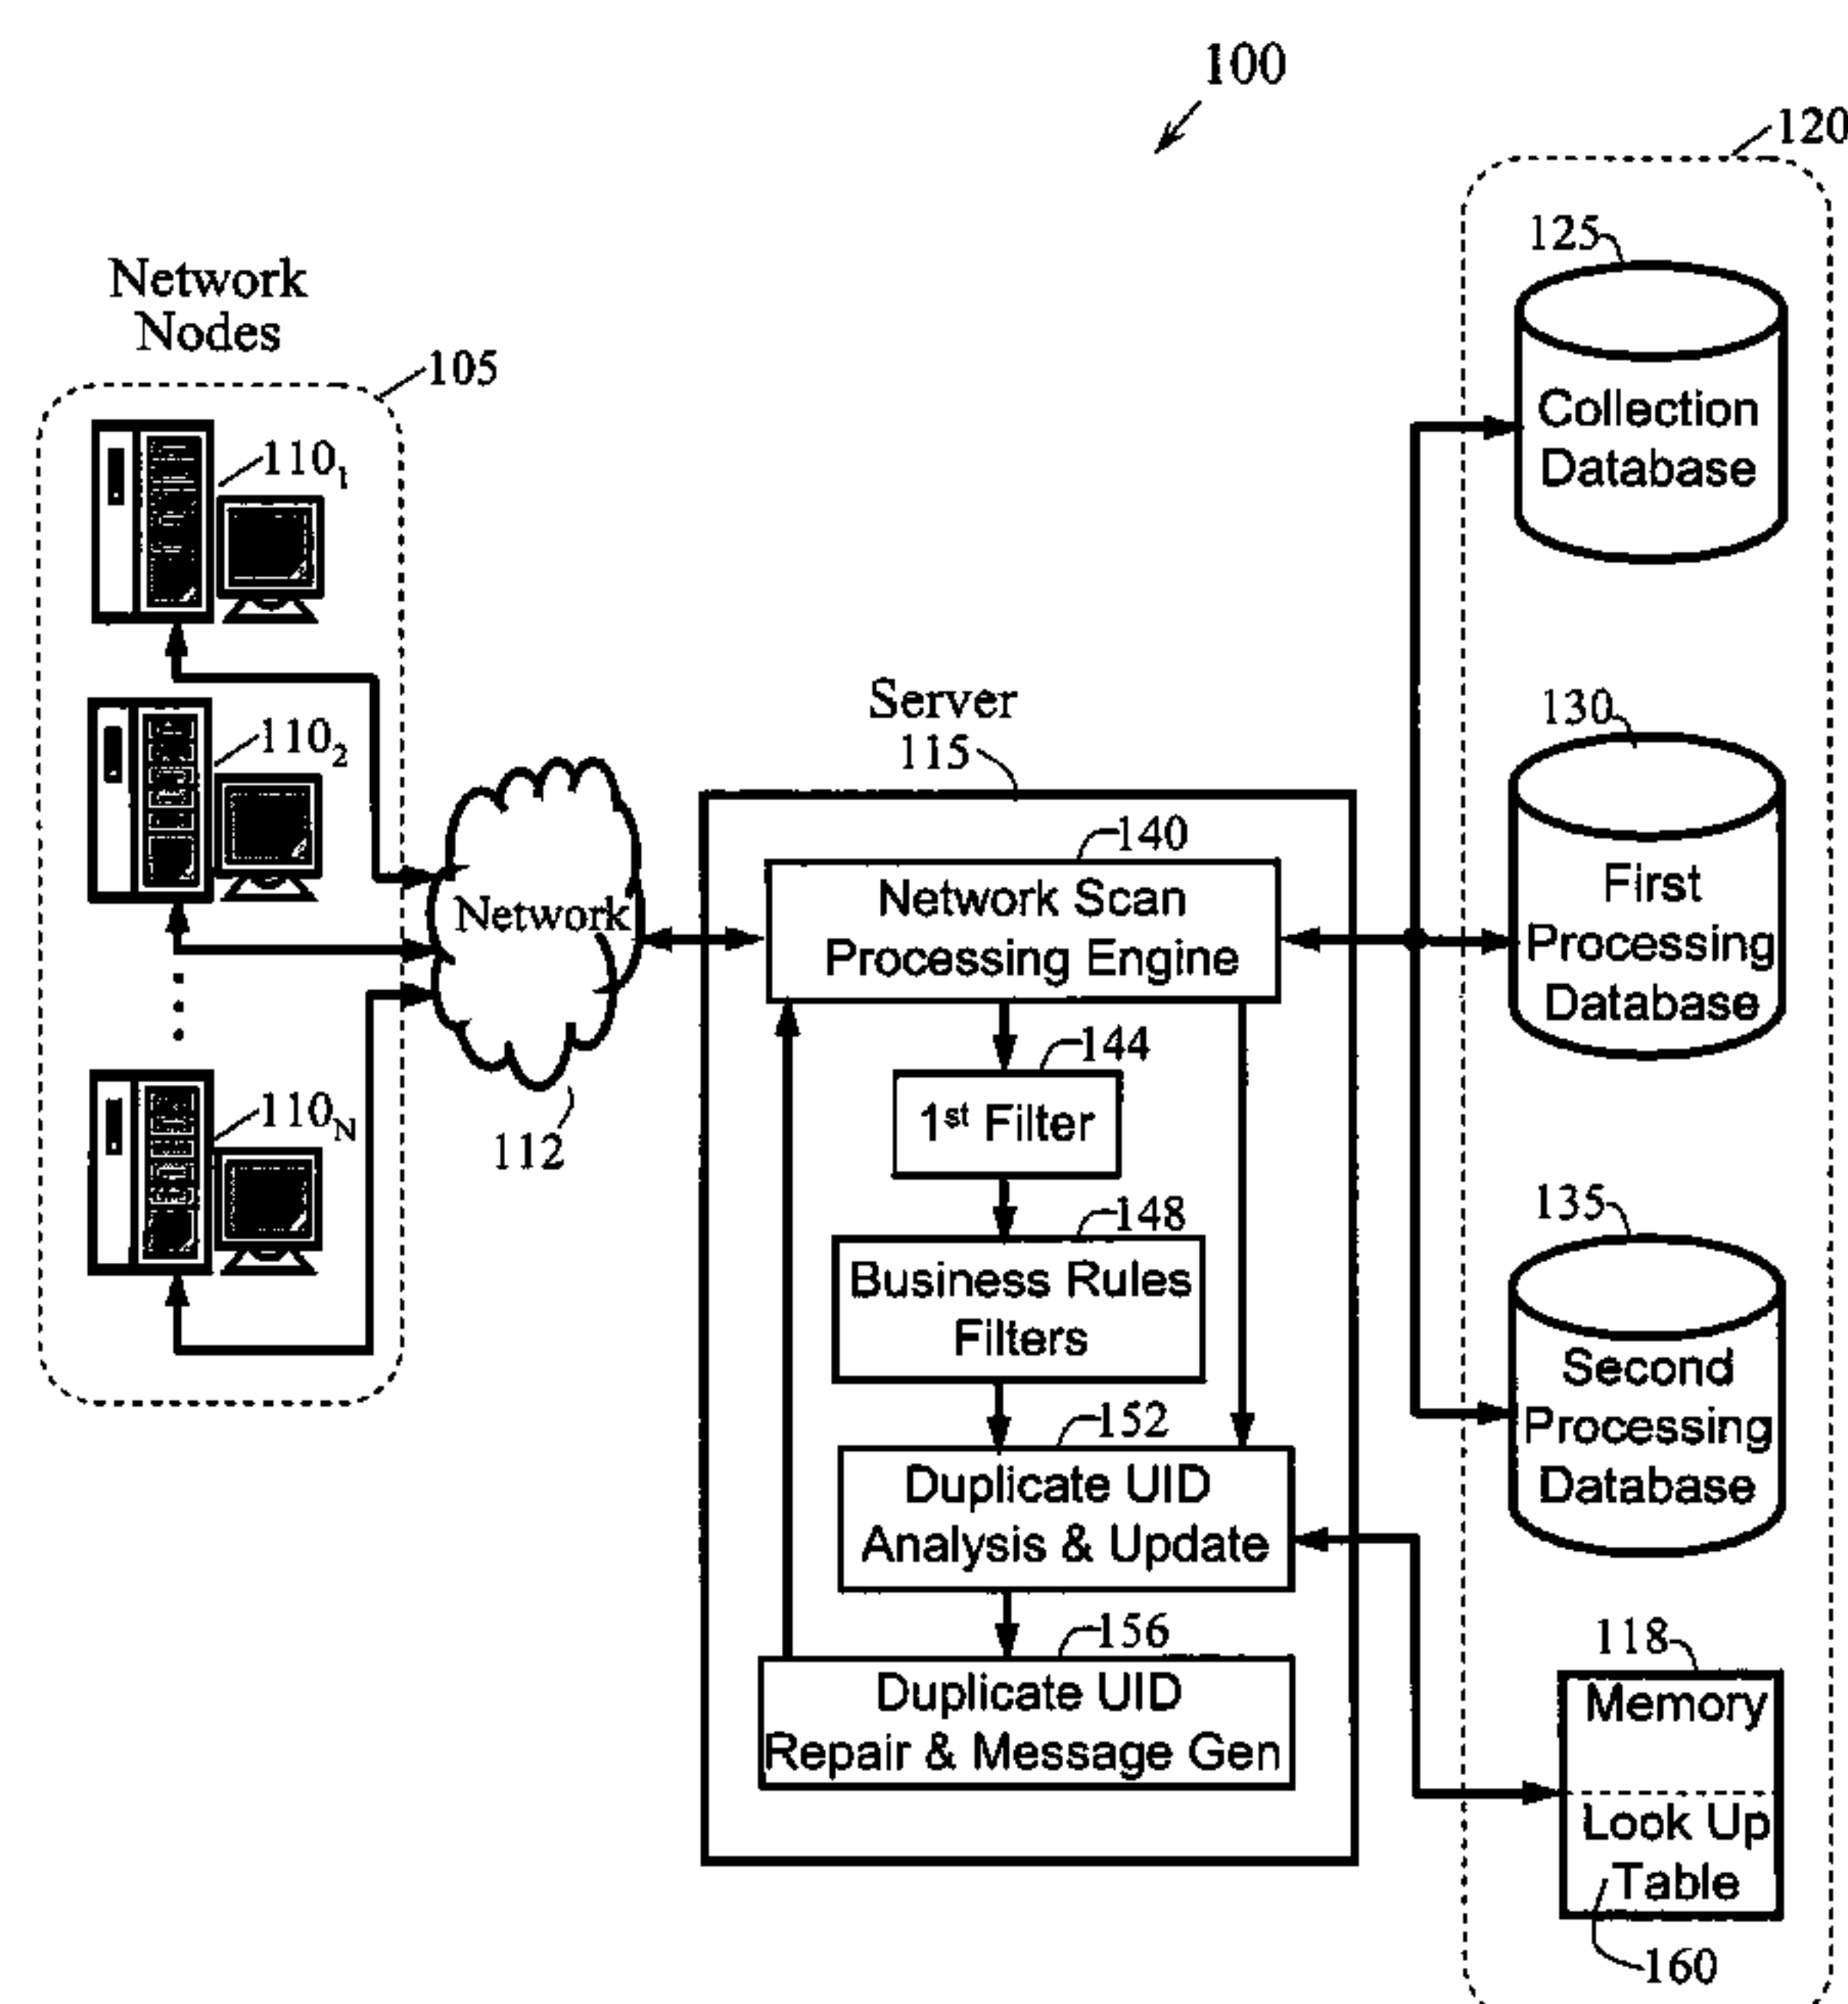 100
120
125
Collection
Database
Network
Nodes
105
110₁
110₂
110N
Network
112
Server
115
140
Network Scan
Processing Engine
144
1st Filter
148
Business Rules
Filters
152
Duplicate UID
Analysis & Update
156
Duplicate UID
Repair & Message Gen
130
First
Processing
Database
135
Second
Processing
Database
118
Memory
Look Up
Table
160